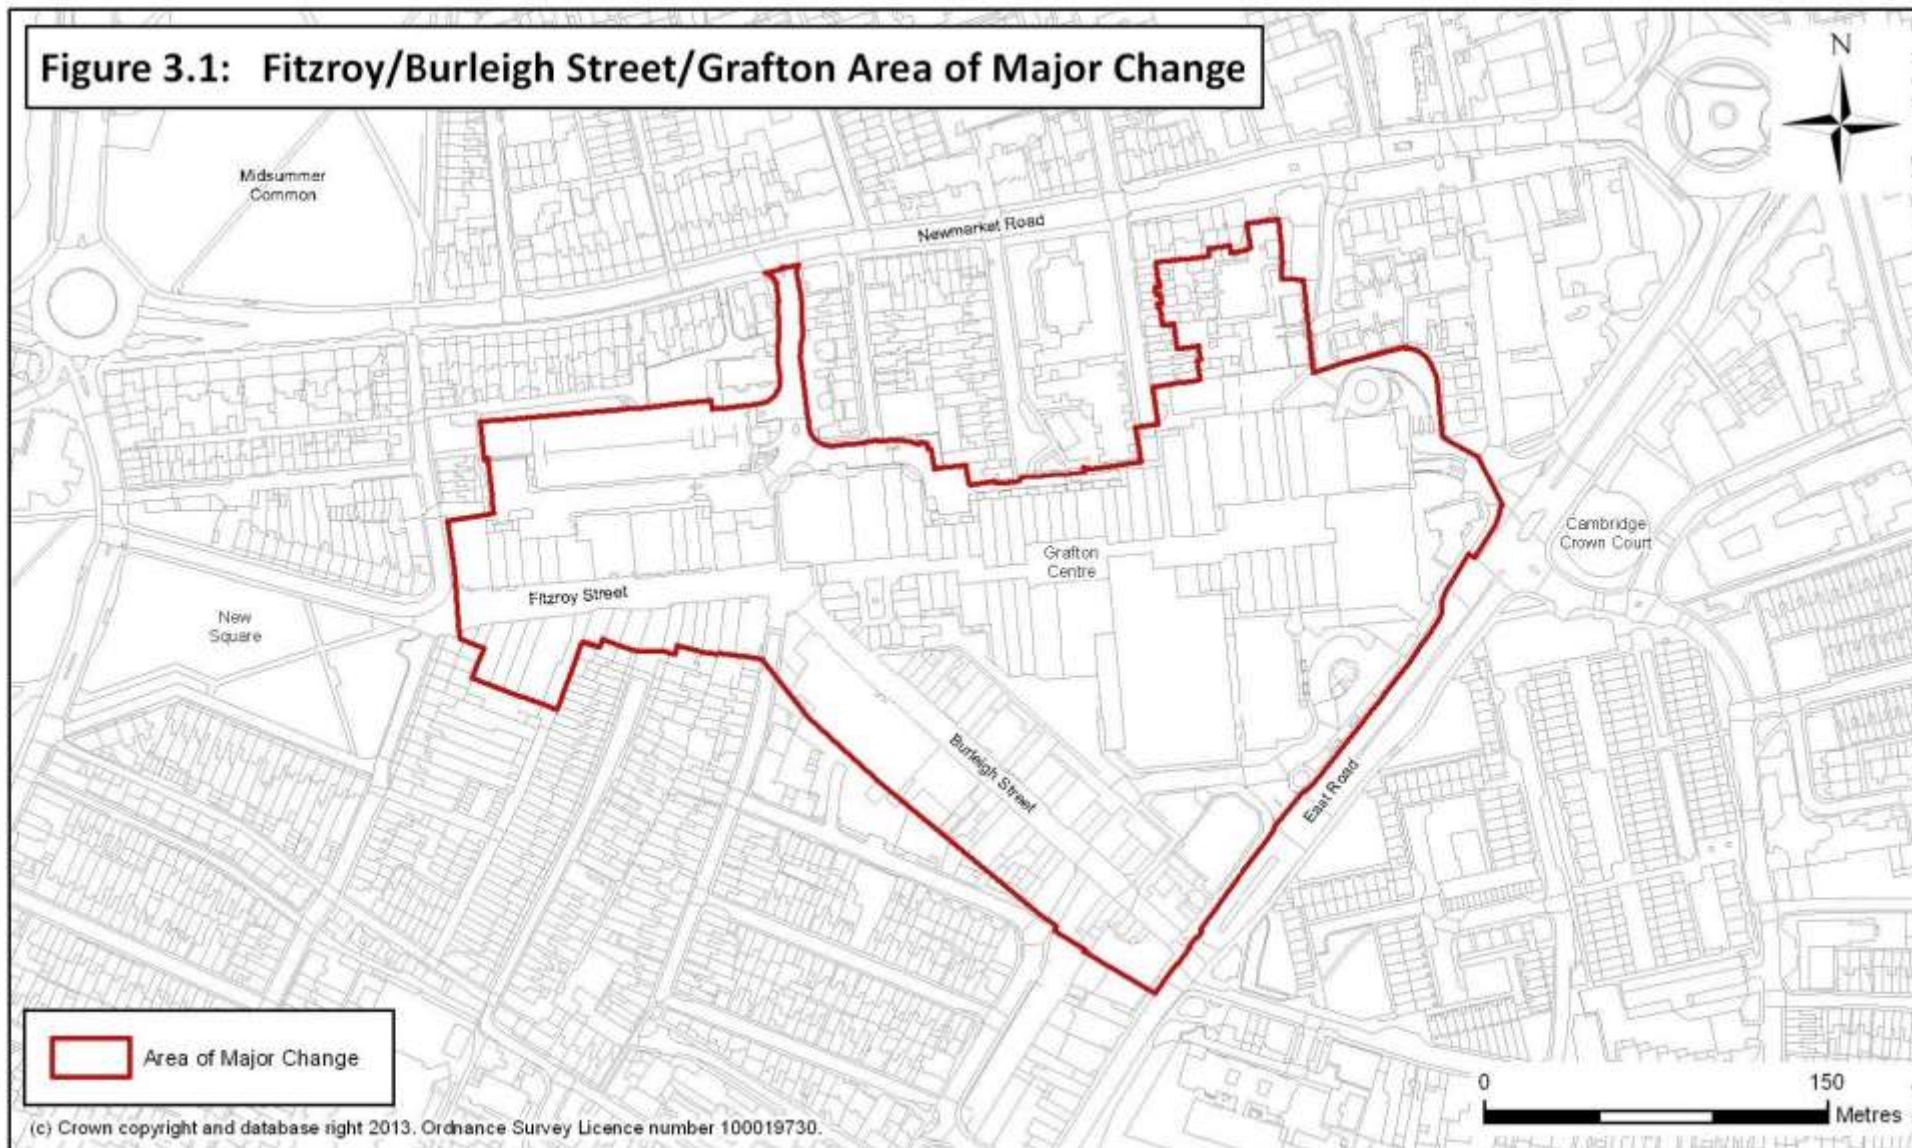 Figure 3.1: Fitzroy/Burleigh Street/Grafton Area of Major Change
N
Midsummer
Common
Newmarket Road
Cambridge
Crown Court
Grafton
Centre
Fitzroy Street
New
Square
Burleigh Street
East Road
Area of Major Change
0 150
Metres
(c) Crown copyright and database right 2013. Ordnance Survey Licence number 100019730.